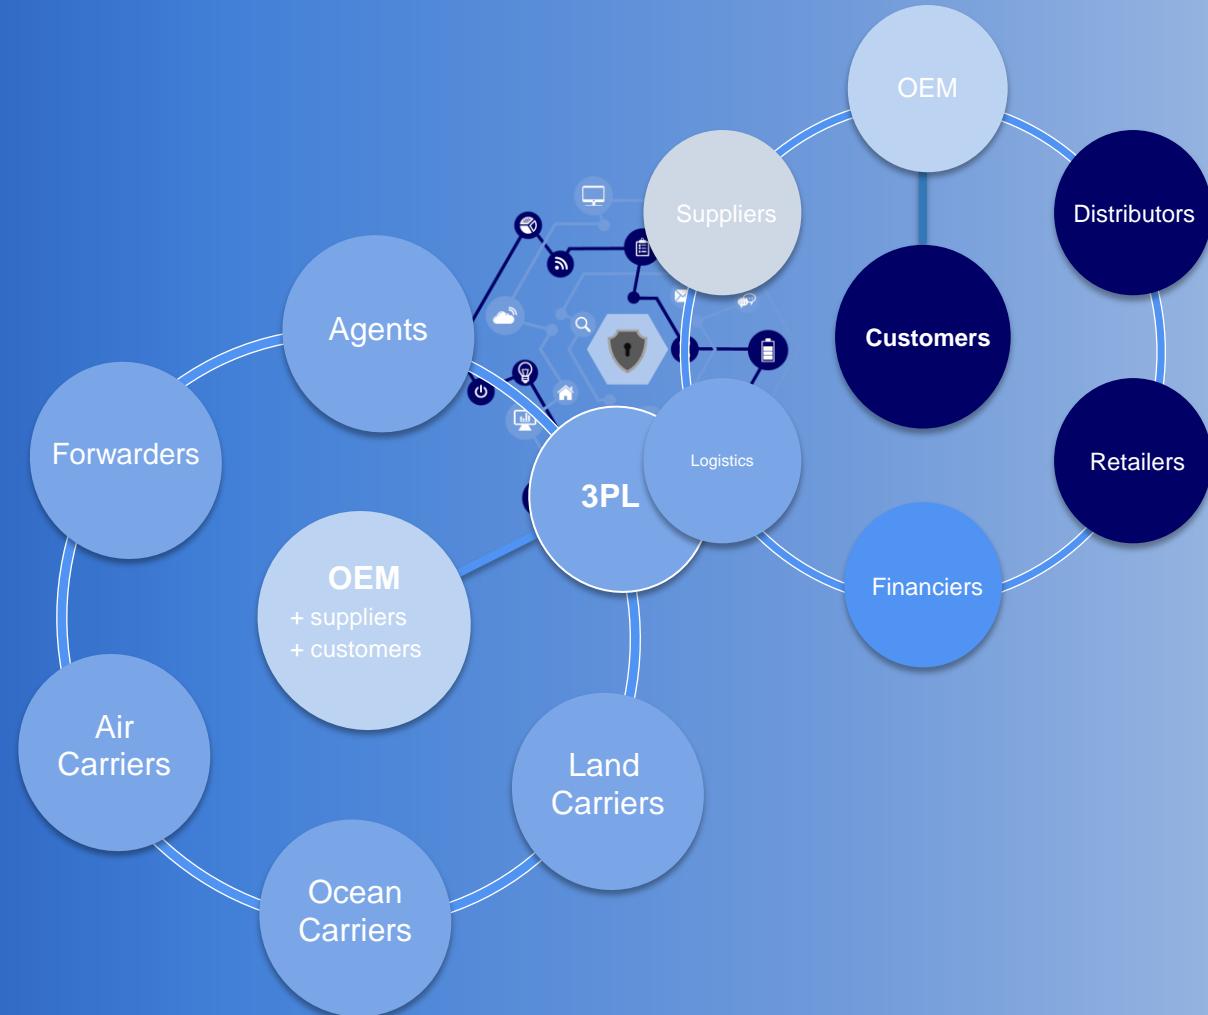 OEM
Suppliers
Distributors
Agents
Customers
Forwarders
Logistics
Retailers
3PL
OEM
+ suppliers
+ customers
Financiers
Air
Carriers
Land
Carriers
Ocean
Carriers